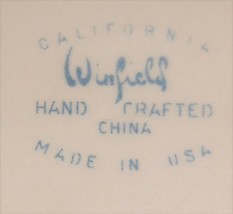 CALIFORNIA
Winfield
HAND CRAFTED
CHINA
MADE IN USA